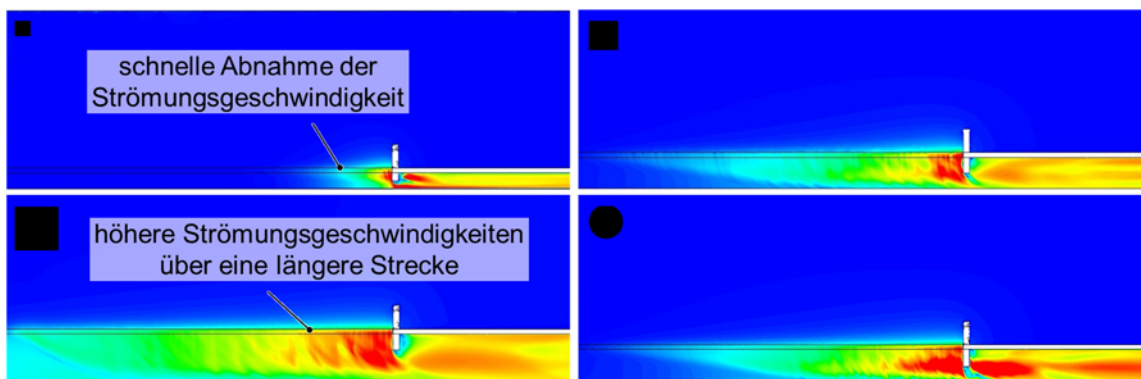 schnelle Abnahme der
Strömungsgeschwindigkeit
höhere Strömungsgeschwindigkeiten
über eine längere Strecke